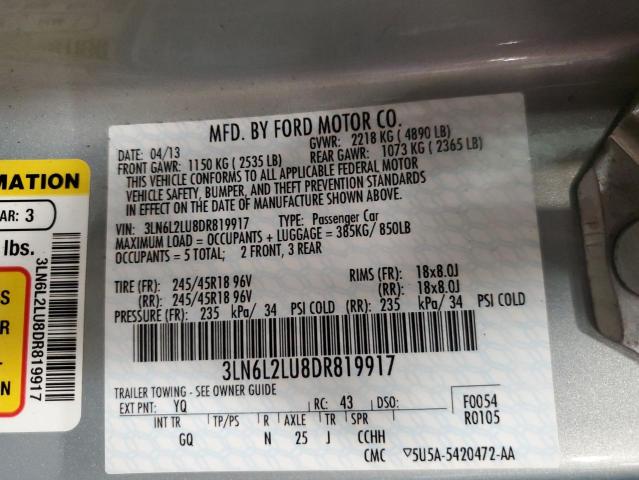 MFD. BY FORD MOTOR CO.
DATE: 04/13 GVWR: 2218 KG ( 4890 LB)
FRONT GAWR: 1150 KG ( 2535 LB) REAR GAWR: 1073 KG ( 2365 LB)
THIS VEHICLE CONFORMS TO ALL APPLICABLE FEDERAL MOTOR
VEHICLE SAFETY, BUMPER, AND THEFT PREVENTION STANDARDS
IN EFFECT ON THE DATE OF MANUFACTURE SHOWN ABOVE.
VIN: 3LN6L2LU8DR819917 TYPE: Passenger Car
MAXIMUM LOAD = OCCUPANTS + LUGGAGE = 385KG/ 850LB
OCCUPANTS = 5 TOTAL; 2 FRONT, 3 REAR
TIRE (FR): 245/45R18 96V RIMS (FR): 18x8.0J
(RR): 245/45R18 96V (RR): 18x8.0J
PRESSURE (FR): 235 kPa/ 34 PSI COLD (RR): 235 kPa/ 34 PSI COLD
3LN6L2LU8DR819917
TRAILER TOWING - SEE OWNER GUIDE
EXT PNT: YQ RC: 43 DSO: F0054
R0105
INT TR TP/PS R AXLE TR SPR
GQ N 25 J CCHH
CMC ▽5U5A-5420472-AA
MATION
AR: 3
lbs.
S
R
R
N
3LN6L2LU8DR819917